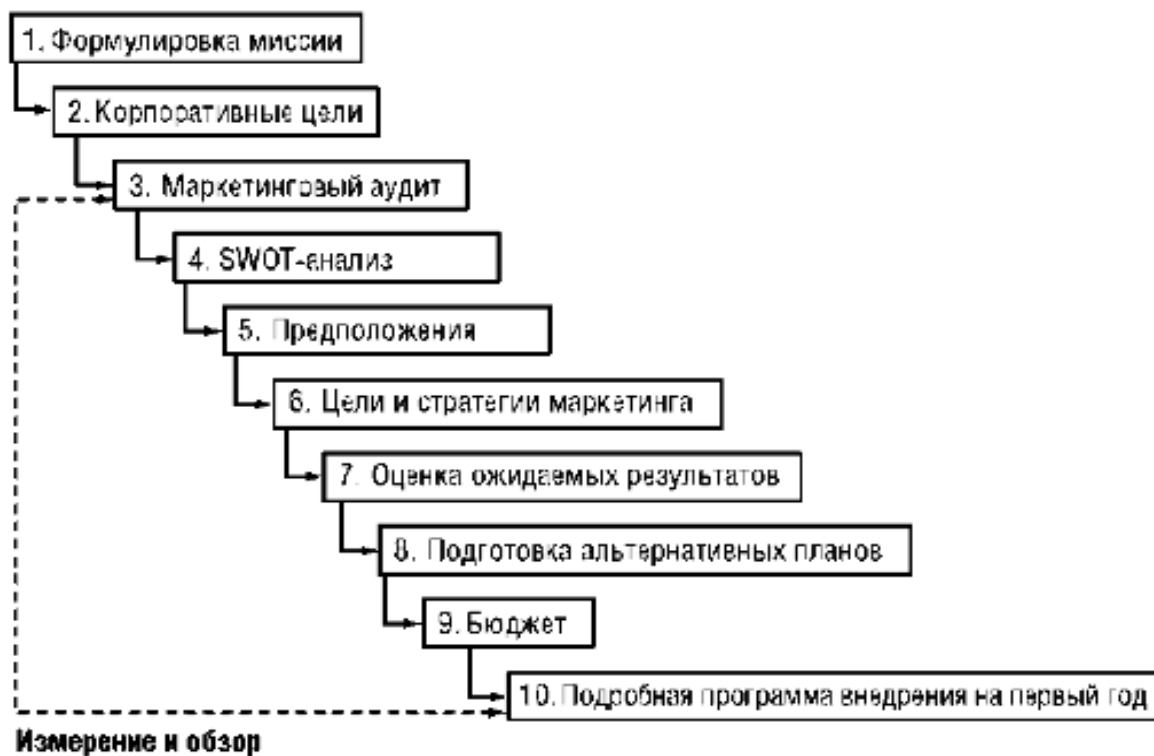 1. Формулировка миссии
2. Корпоративные цели
3. Маркетинговый аудит
4. SWOT-анализ
5. Предположения
6. Цели и стратегии маркетинга
7. Оценка ожидаемых результатов
8. Подготовка альтернативных планов
9. Бюджет
10. Подробная программа внедрения на первый год
Измерение и обзор